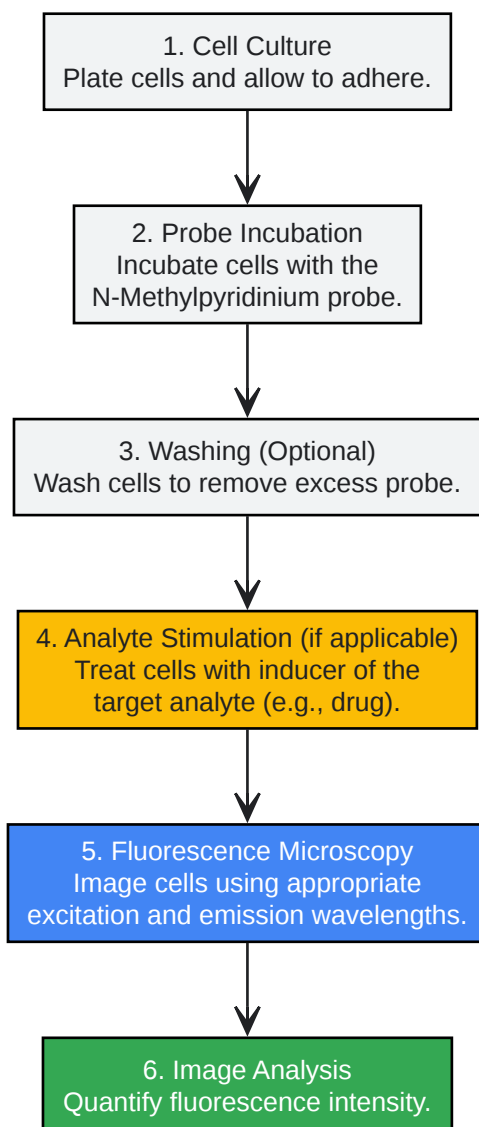 1. Cell Culture
Plate cells and allow to adhere.
2. Probe Incubation
Incubate cells with the
N-Methylpyridinium probe.
3. Washing (Optional)
Wash cells to remove excess probe.
4. Analyte Stimulation (if applicable)
Treat cells with inducer of the
target analyte (e.g., drug).
5. Fluorescence Microscopy
Image cells using appropriate
excitation and emission wavelengths.
6. Image Analysis
Quantify fluorescence intensity.